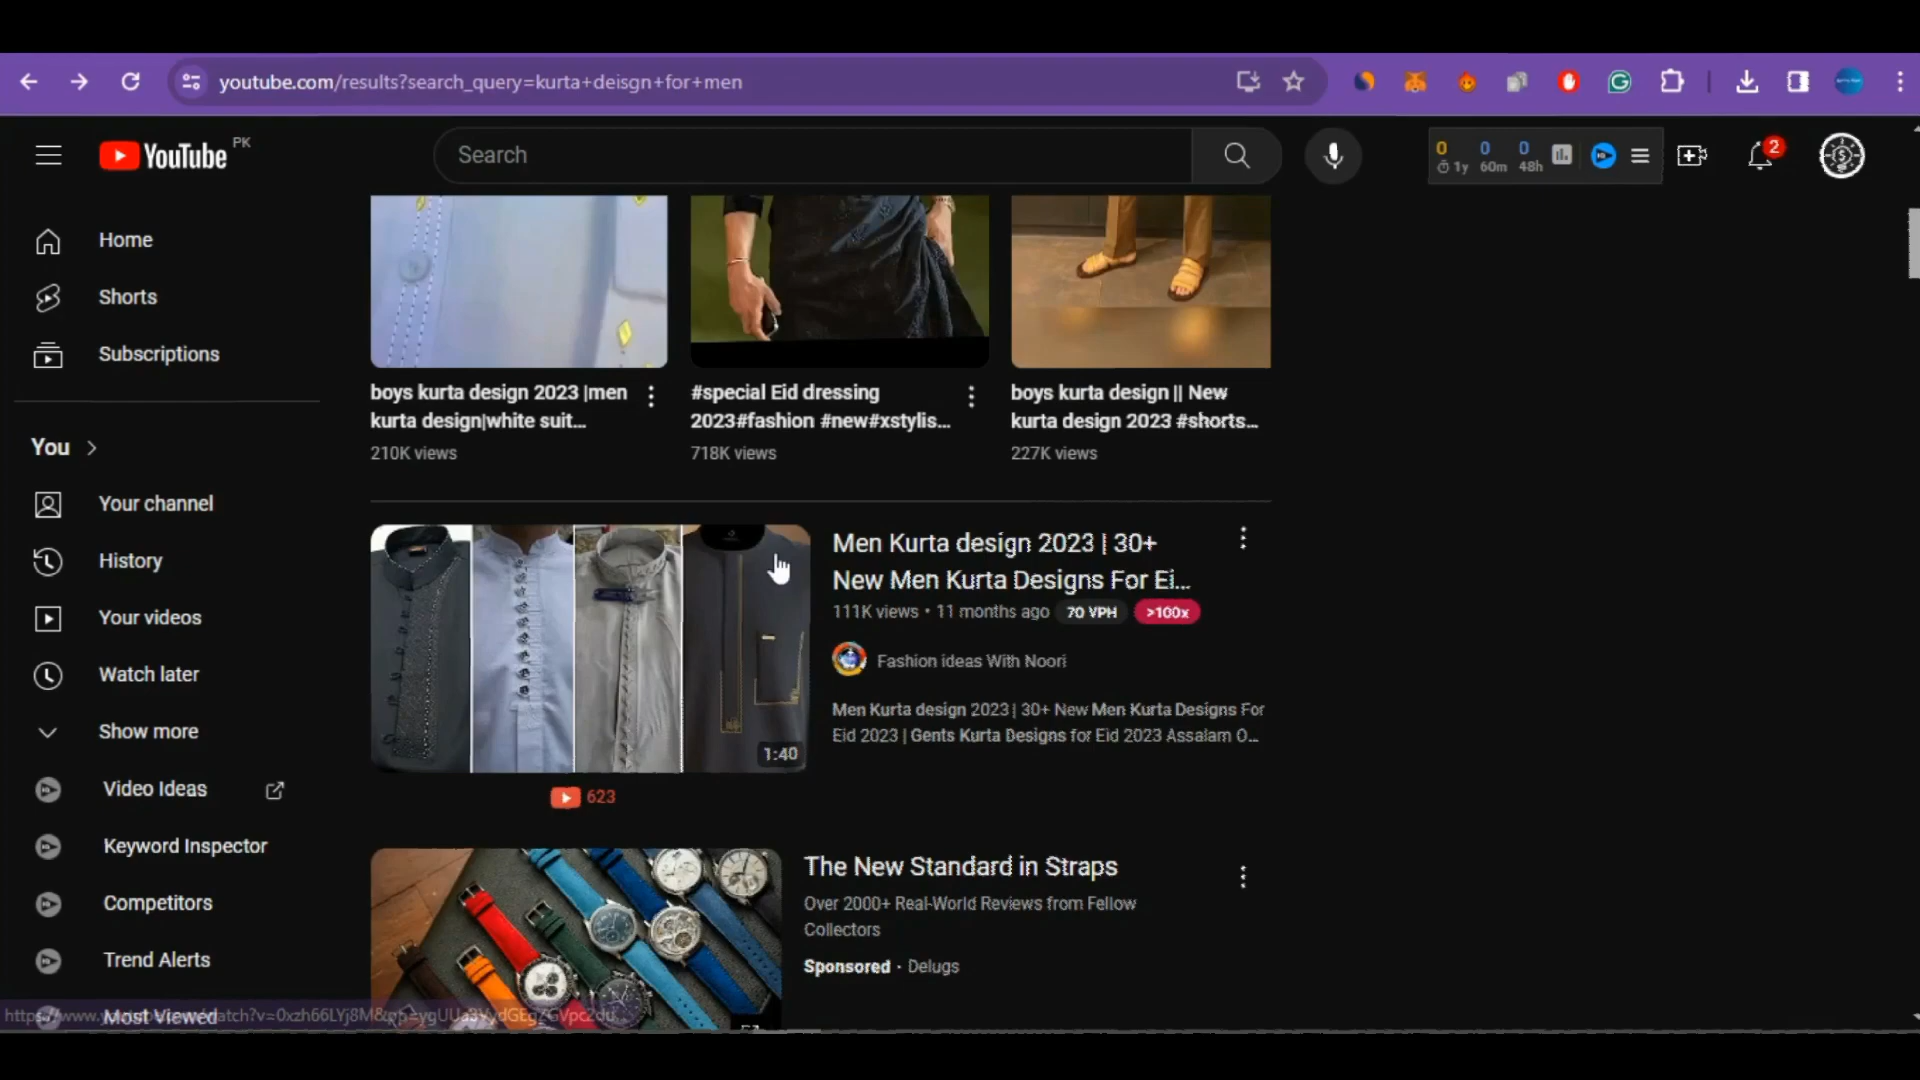 youtube.com/results?search_query=kurta+deisgn+for+men
YouTube PK
Search
0 0 0
1y 60m 48h
2
Home
Shorts
Subscriptions
You
Your channel
History
Your videos
Watch later
Show more
Video Ideas
Keyword Inspector
Competitors
Trend Alerts
Most Viewed
boys kurta design 2023 |men
kurta design|white suit...
210K views
#special Eid dressing
2023#fashion #new#xstylis...
718K views
boys kurta design || New
kurta design 2023 #shorts...
227K views
1:40
623
Men Kurta design 2023 | 30+
New Men Kurta Designs For Ei...
111K views • 11 months ago 70 VPH >100x
Fashion ideas With Noori
Men Kurta design 2023 | 30+ New Men Kurta Designs For
Eid 2023 | Gents Kurta Designs for Eid 2023 Assalam O...
The New Standard in Straps
Over 2000+ Real-World Reviews from Fellow
Collectors
Sponsored · Delugs